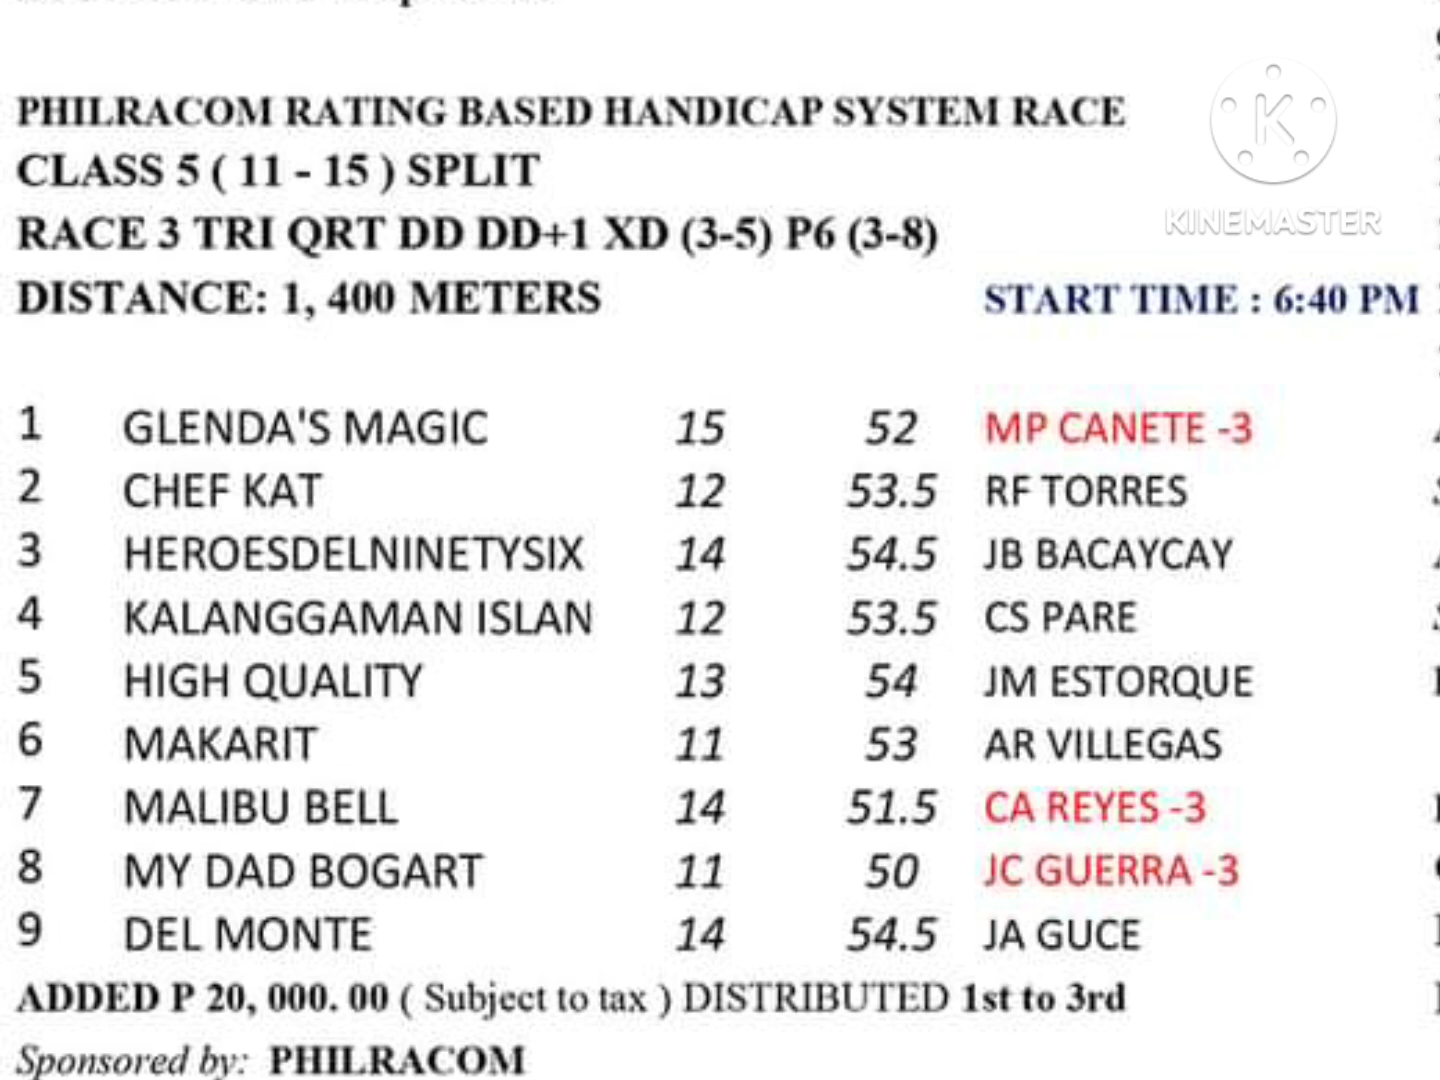 PHILRACOM RATING BASED HANDICAP SYSTEM RACE
CLASS 5 ( 11 - 15 ) SPLIT
RACE 3 TRI QRT DD DD+1 XD (3-5) P6 (3-8)
DISTANCE: 1, 400 METERS START TIME : 6:40 PM
K
KINEMASTER
1 GLENDA'S MAGIC 15 52 MP CANETE -3
2 CHEF KAT 12 53.5 RF TORRES
3 HEROESDELNINETYSIX 14 54.5 JB BACAYCAY
4 KALANGGAMAN ISLAN 12 53.5 CS PARE
5 HIGH QUALITY 13 54 JM ESTORQUE
6 MAKARIT 11 53 AR VILLEGAS
7 MALIBU BELL 14 51.5 CA REYES -3
8 MY DAD BOGART 11 50 JC GUERRA -3
9 DEL MONTE 14 54.5 JA GUCE
ADDED P 20, 000. 00 ( Subject to tax ) DISTRIBUTED 1st to 3rd
Sponsored by: PHILRACOM